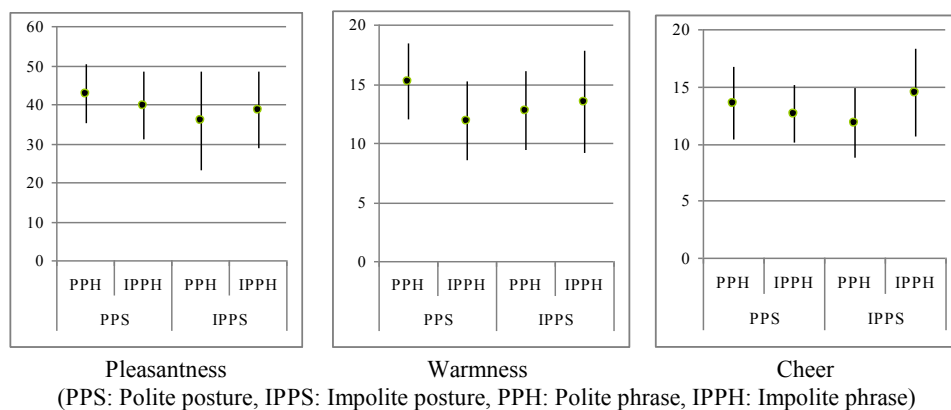 60
50
40
30
20
10
0
PPH IPPH PPH IPPH
PPS IPPS
20
15
10
5
0
PPH IPPH PPH IPPH
PPS IPPS
20
15
10
5
0
PPH IPPH PPH IPPH
PPS IPPS
Pleasantness Warmness Cheer
(PPS: Polite posture, IPPS: Impolite posture, PPH: Polite phrase, IPPH: Impolite phrase)